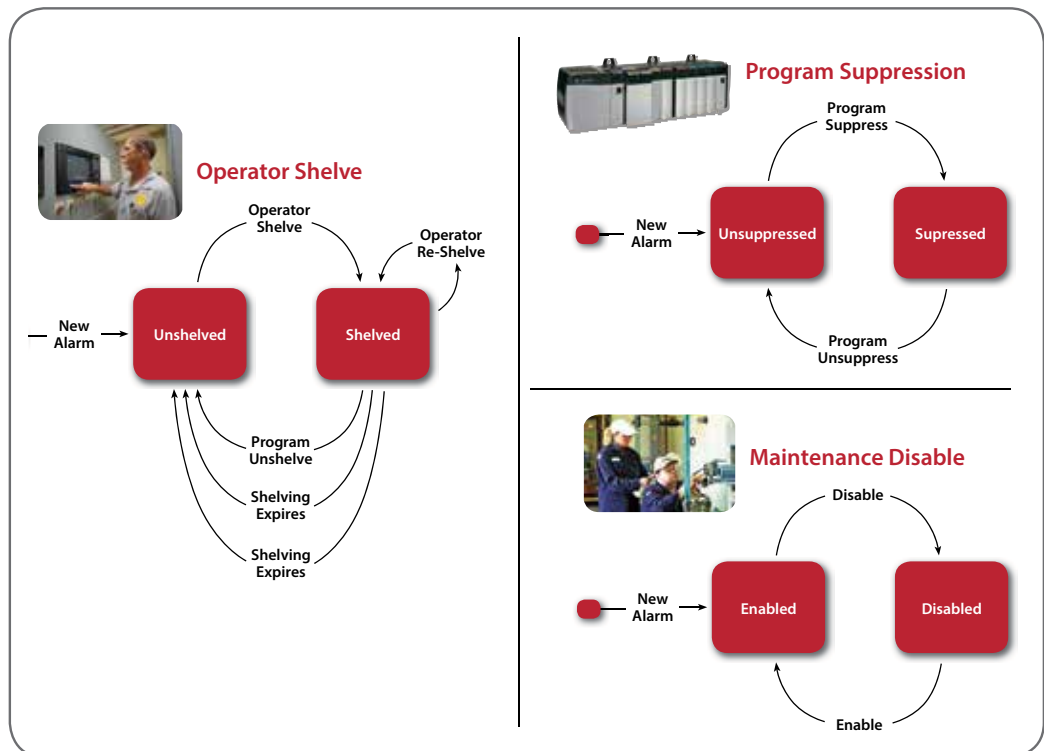 Operator Shelve
Operator
Shelve
Operator
Re-Shelve
New
Alarm
Unshelved
Shelved
Program
Unshelve
Shelving
Expires
Shelving
Expires
Program Suppression
Program
Suppress
New
Alarm
Unsuppressed
Supressed
Program
Unsuppress
Maintenance Disable
Disable
New
Alarm
Enabled
Disabled
Enable